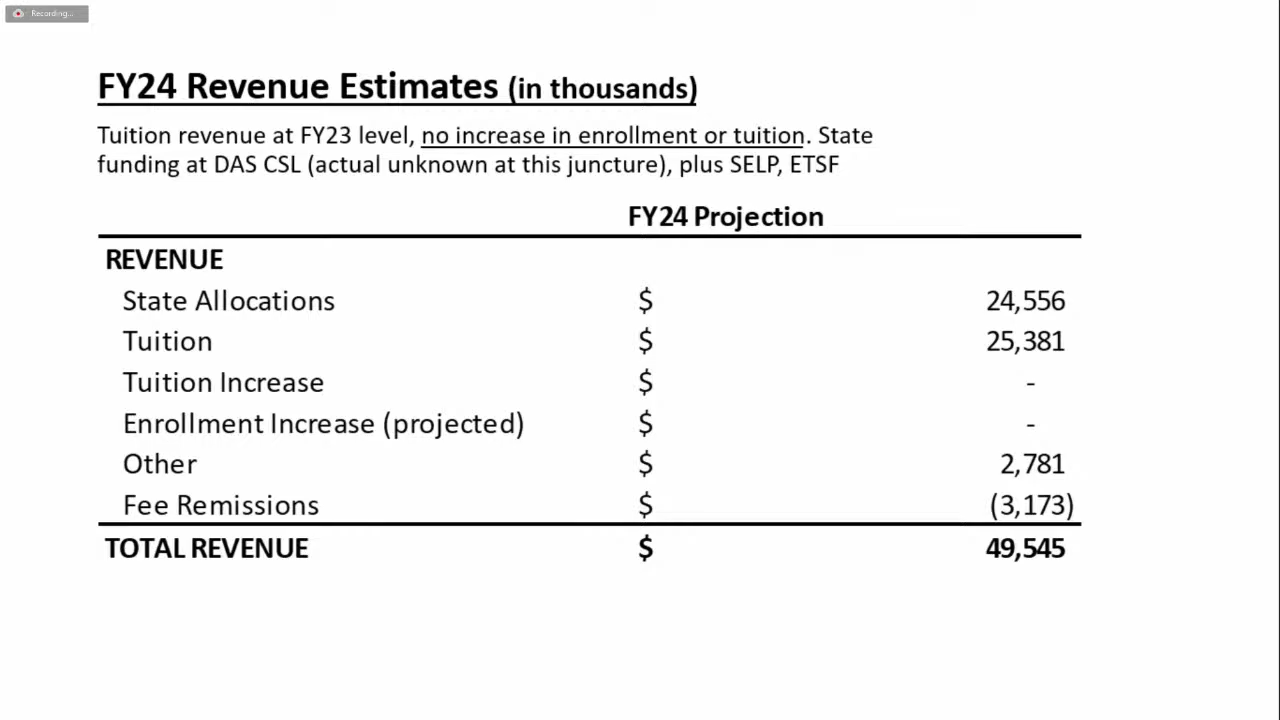 Recording...
FY24 Revenue Estimates (in thousands)
Tuition revenue at FY23 level, no increase in enrollment or tuition. State
funding at DAS CSL (actual unknown at this juncture), plus SELP, ETSF
FY24 Projection
REVENUE
State Allocations $ 24,556
Tuition $ 25,381
Tuition Increase $ -
Enrollment Increase (projected) $ -
Other $ 2,781
Fee Remissions $ (3,173)
TOTAL REVENUE $ 49,545